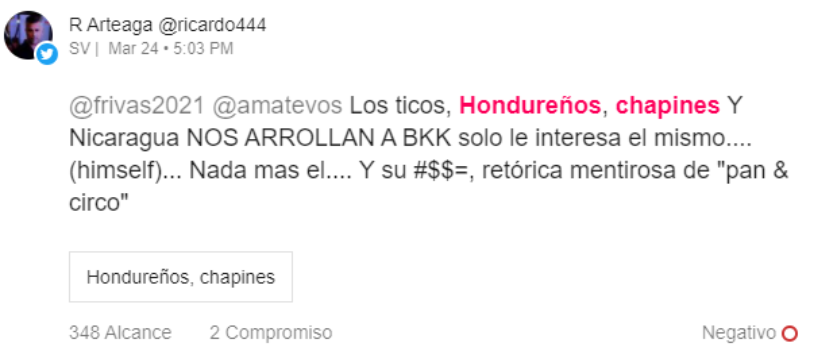 R Arteaga @ricardo444
SV | Mar 24 • 5:03 PM
@frivas2021 @amatevos Los ticos, Hondureños, chapines Y
Nicaragua NOS ARROLLAN A BKK solo le interesa el mismo....
(himself)... Nada mas el.... Y su #$$=, retórica mentirosa de "pan &
circo"
Hondureños, chapines
348 Alcance 2 Compromiso Negativo